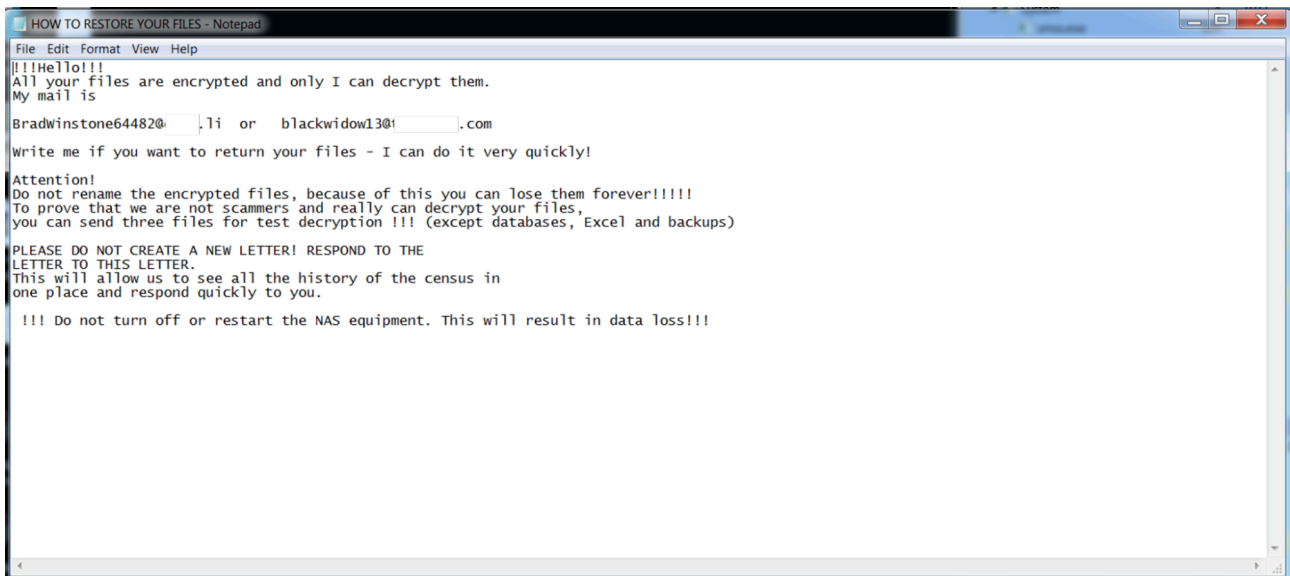 HOW TO RESTORE YOUR FILES - Notepad
File Edit Format View Help
!!!Hello!!!
All your files are encrypted and only I can decrypt them.
My mail is
BradWinstone64482@ .li or blackwidow13@ .com
Write me if you want to return your files - I can do it very quickly!
Attention!
Do not rename the encrypted files, because of this you can lose them forever!!!!!
To prove that we are not scammers and really can decrypt your files,
you can send three files for test decryption !!! (except databases, Excel and backups)
PLEASE DO NOT CREATE A NEW LETTER! RESPOND TO THE
LETTER TO THIS LETTER.
This will allow us to see all the history of the census in
one place and respond quickly to you.
!!! Do not turn off or restart the NAS equipment. This will result in data loss!!!